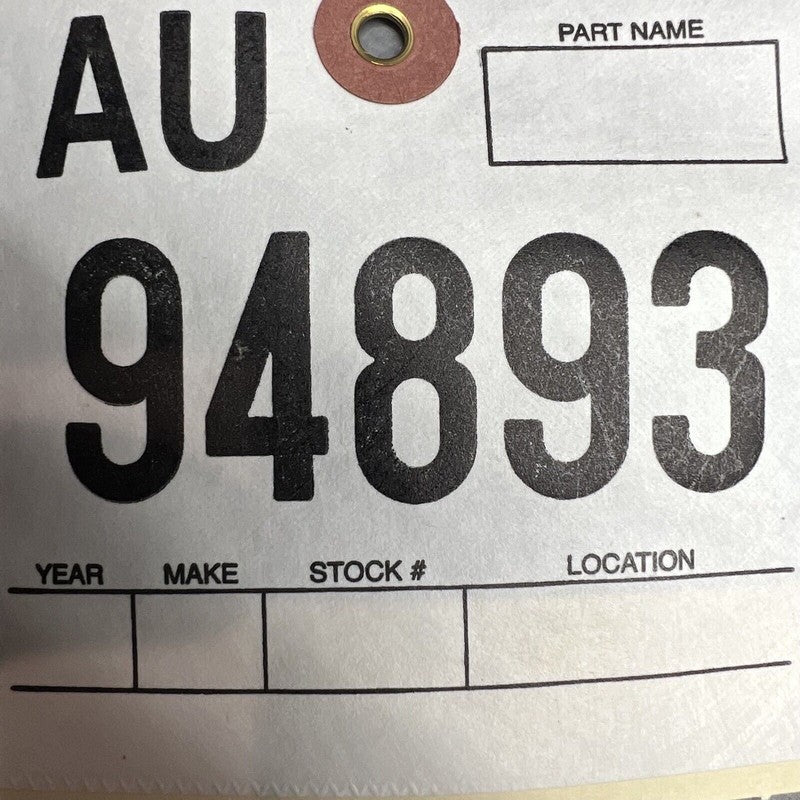 AU
PART NAME
94893
YEAR MAKE STOCK # LOCATION